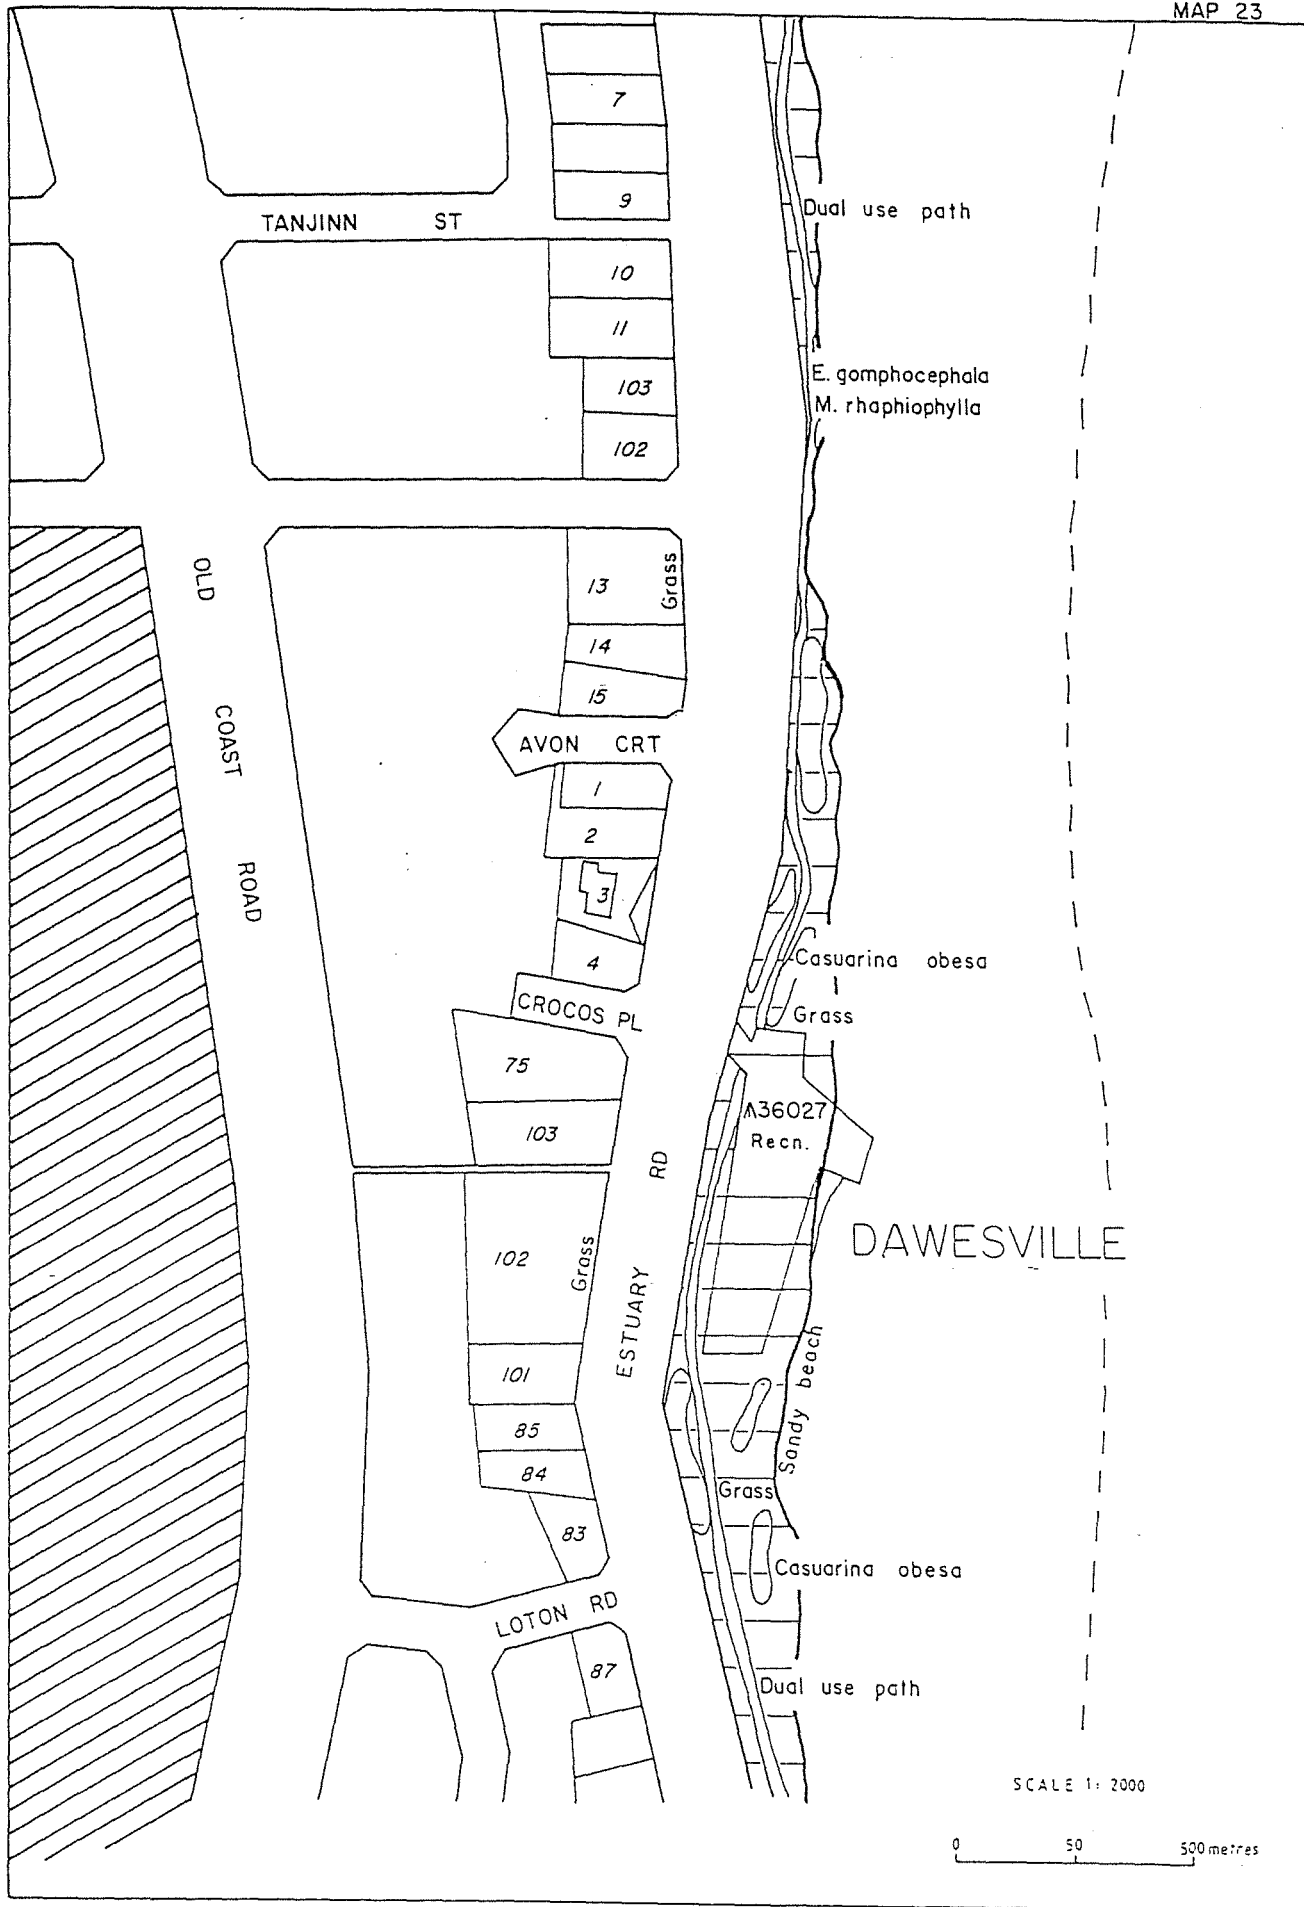 MAP 23
7
9
Dual use path
TANJINN ST
10
11
103
E. gomphocephala
M. rhaphiophylla
102
OLD COAST ROAD
13
Grass
14
15
AVON CRT
1
2
3
4
Casuarina obesa
CROCOS PL
Grass
75
A36027
Recn.
103
ESTUARY RD
DAWESVILLE
102
Grass
Sandy beach
101
85
84
Grass
83
Casuarina obesa
LOTON RD
87
Dual use path
SCALE 1: 2000
0 50 500 metres